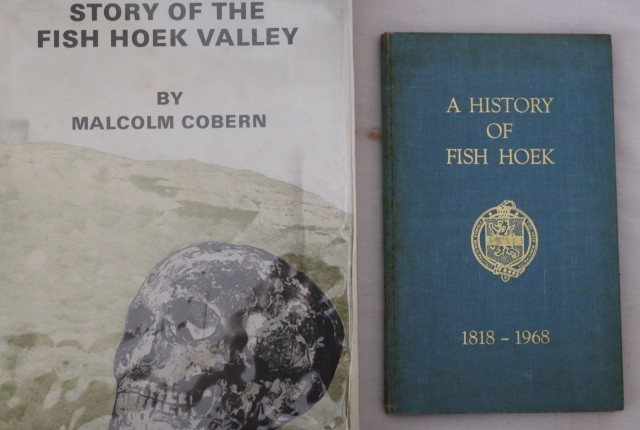 STORY OF THE
FISH HOEK VALLEY
BY
MALCOLM COBERN
A HISTORY
OF
FISH HOEK
1818 – 1968